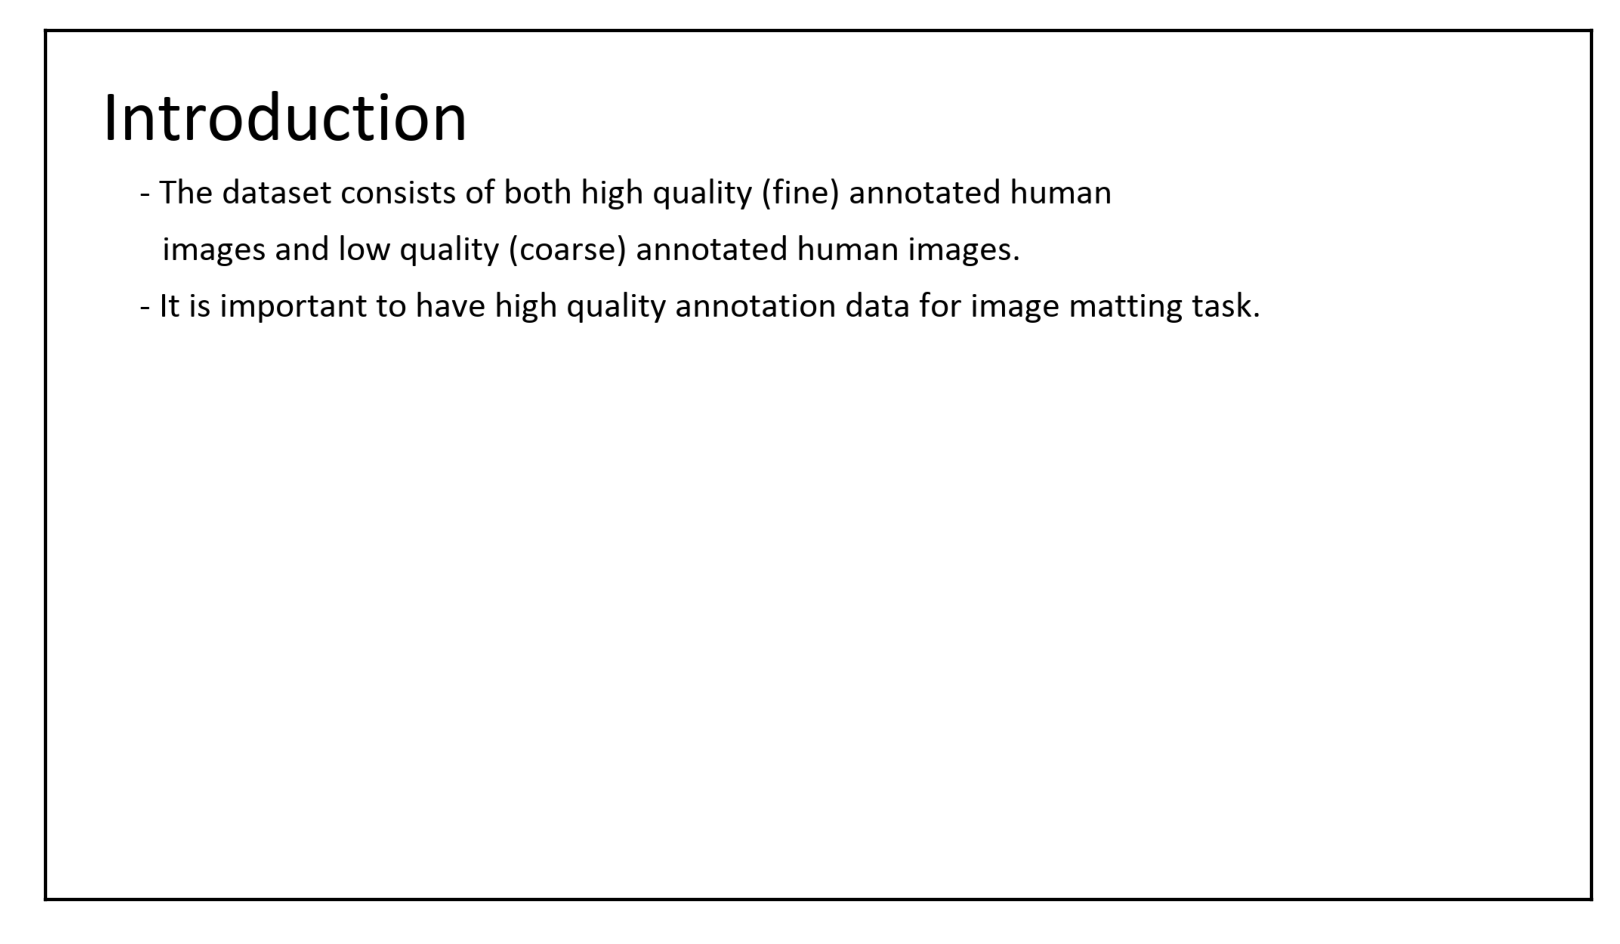 Introduction
- The dataset consists of both high quality (fine) annotated human
images and low quality (coarse) annotated human images.
- It is important to have high quality annotation data for image matting task.